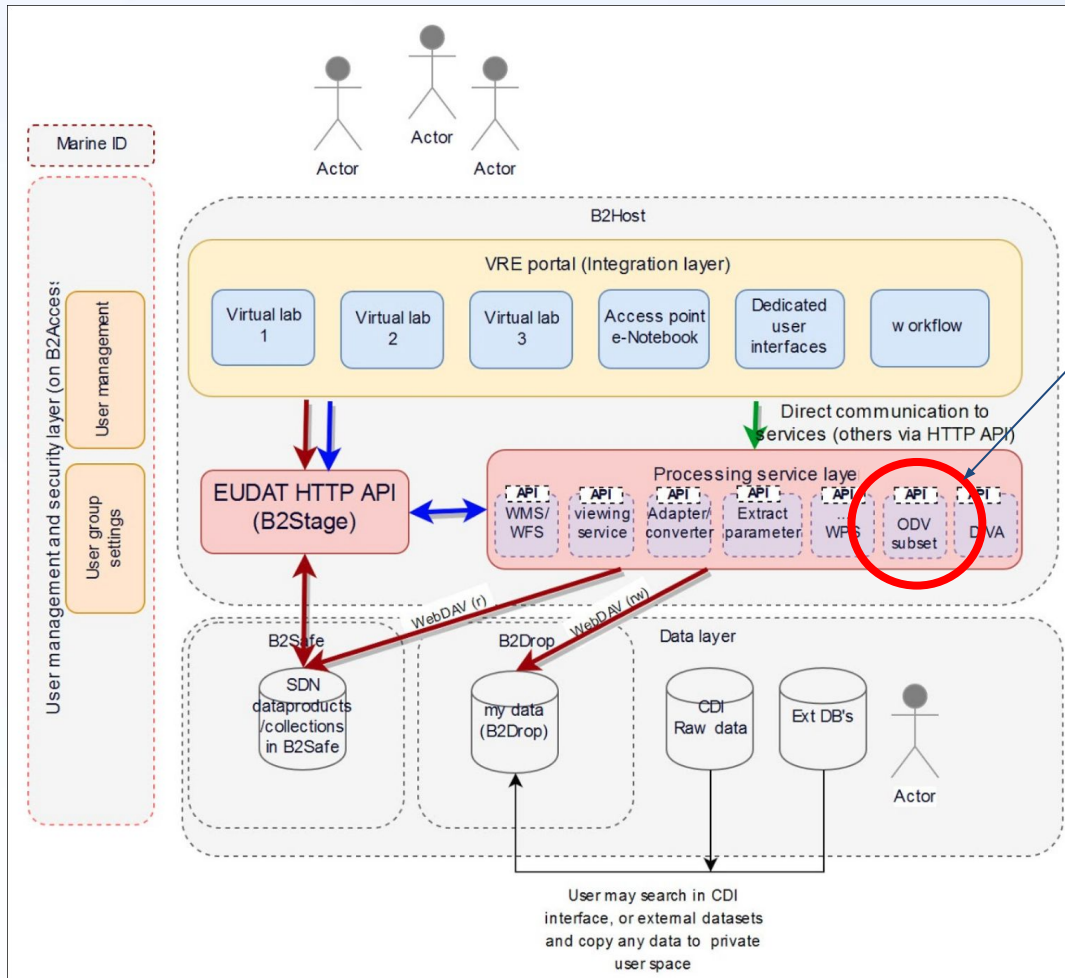 Actor
Actor
Actor
Marine ID
User management and security layer (on B2Access
User management
User group
settings
B2Host
VRE portal (Integration layer)
Virtual lab
1
Virtual lab
2
Virtual lab
3
Access point
e-Notebook
Dedicated
user
interfaces
workflow
Direct communication to
services (others via HTTP API)
EUDAT HTTP API
(B2Stage)
Processing service layer
API
WMS/
WFS
API
viewing
service
API
Adapter/
converter
API
Extract
parameter
API
...
WPS
API
ODV
subset
API
DIVA
WebDAV (r)
WebDAV (rw)
B2Safe
B2Drop
Data layer
SDN
dataproducts
/collections
in B2Safe
my data
(B2Drop)
CDI
Raw data
Ext DB's
Actor
User may search in CDI
interface, or external datasets
and copy any data to private
user space